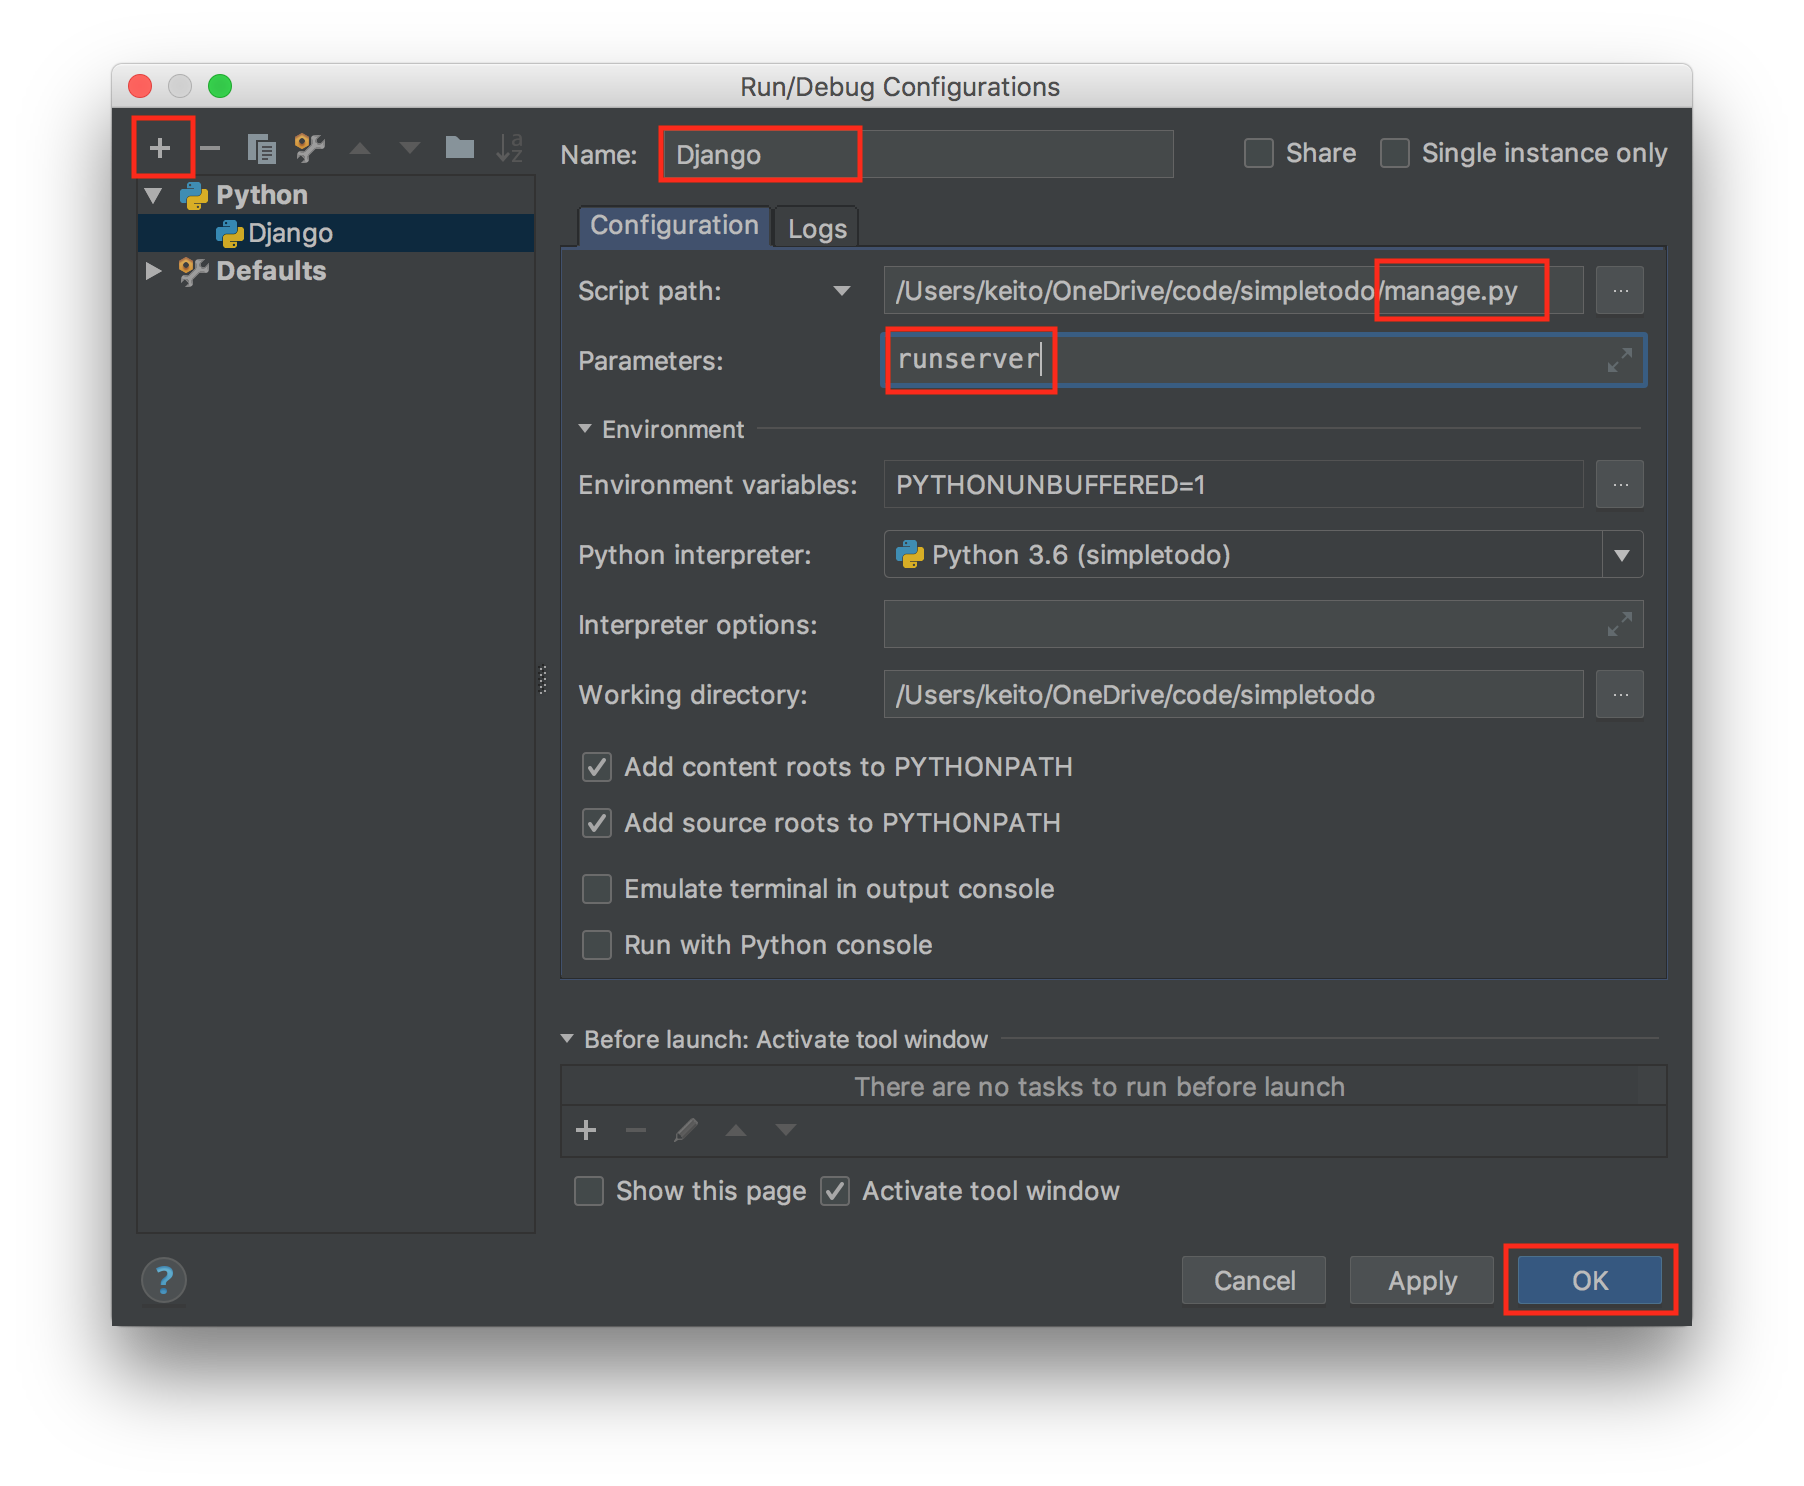 Run/Debug Configurations
Name: Django Share Single instance only
Python
Django
Defaults
Configuration Logs
Script path: /Users/keito/OneDrive/code/simpletodo/manage.py ...
Parameters: runserver
Environment
Environment variables: PYTHONUNBUFFERED=1 ...
Python interpreter: Python 3.6 (simpletodo)
Interpreter options:
Working directory: /Users/keito/OneDrive/code/simpletodo ...
Add content roots to PYTHONPATH
Add source roots to PYTHONPATH
Emulate terminal in output console
Run with Python console
Before launch: Activate tool window
There are no tasks to run before launch
Show this page Activate tool window
? Cancel Apply OK